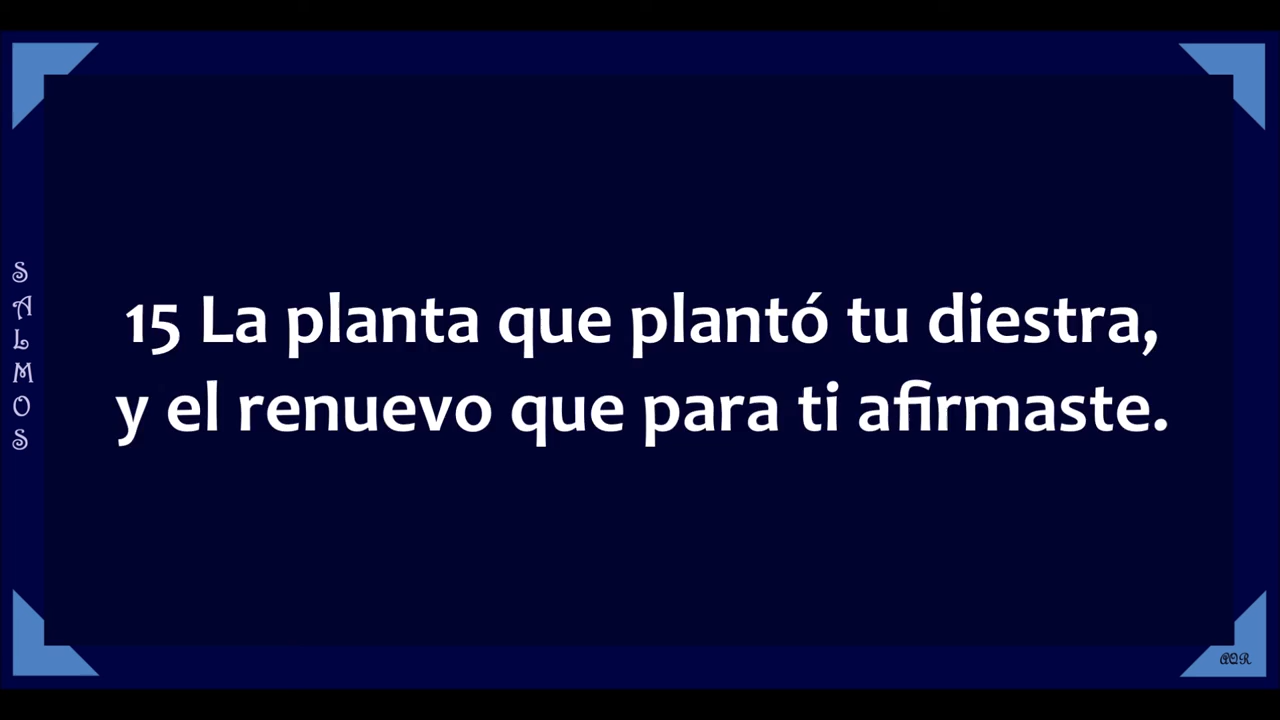 SALMOS
15 La planta que plantó tu diestra,
y el renuevo que para ti afirmaste.